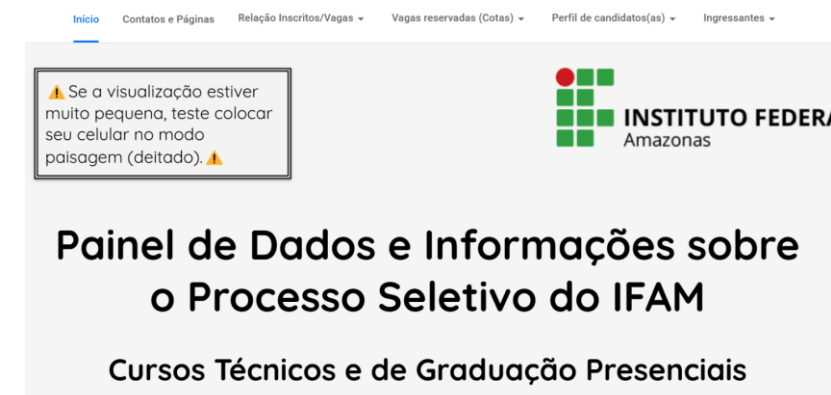 Início Contatos e Páginas Relação Inscritos/Vagas Vagas reservadas (Cotas) Perfil de candidatos(as) Ingressantes
⚠ Se a visualização estiver
muito pequena, teste colocar
seu celular no modo
paisagem (deitado). ⚠
INSTITUTO FEDERA
Amazonas
Painel de Dados e Informações sobre
o Processo Seletivo do IFAM
Cursos Técnicos e de Graduação Presenciais